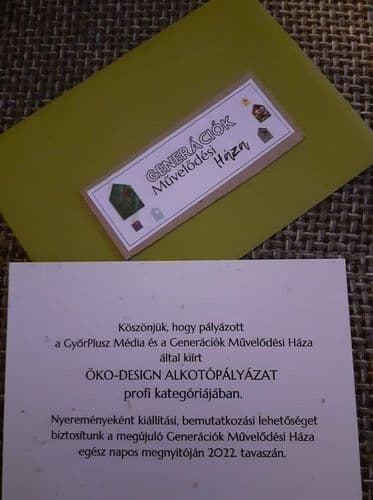 GENERÁCIÓK
Művelődési
Háza
Köszönjük, hogy pályázott
a GyőrPlusz Média és a Generációk Művelődési Háza
által kiírt
ÖKO-DESIGN ALKOTÓPÁLYÁZAT
profi kategóriájában.
Nyereményeként kiállítási, bemutatkozási lehetőséget
biztosítunk a megújuló Generációk Művelődési Háza
egész napos megnyitóján 2022. tavaszán.